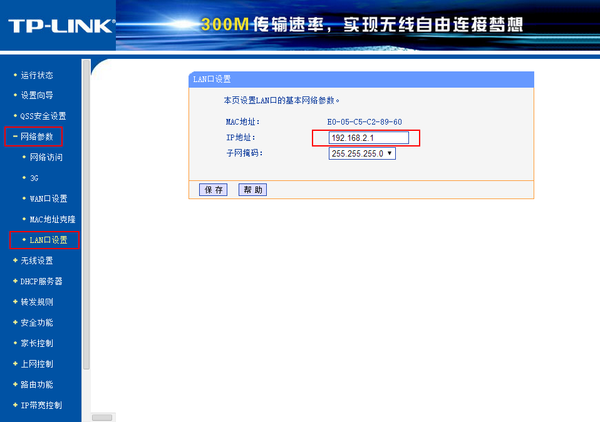 TP-LINK
300M传输速率，实现无线自由连接梦想
运行状态
设置向导
QSS安全设置
网络参数
网络访问
3G
WAN口设置
MAC地址克隆
LAN口设置
无线设置
DHCP服务器
转发规则
安全功能
家长控制
上网控制
路由功能
IP带宽控制
LAN口设置
本页设置LAN口的基本网络参数。
MAC地址： E0-05-C5-C2-89-60
IP地址： 192.168.2.1
子网掩码： 255.255.255.0
保 存 帮 助